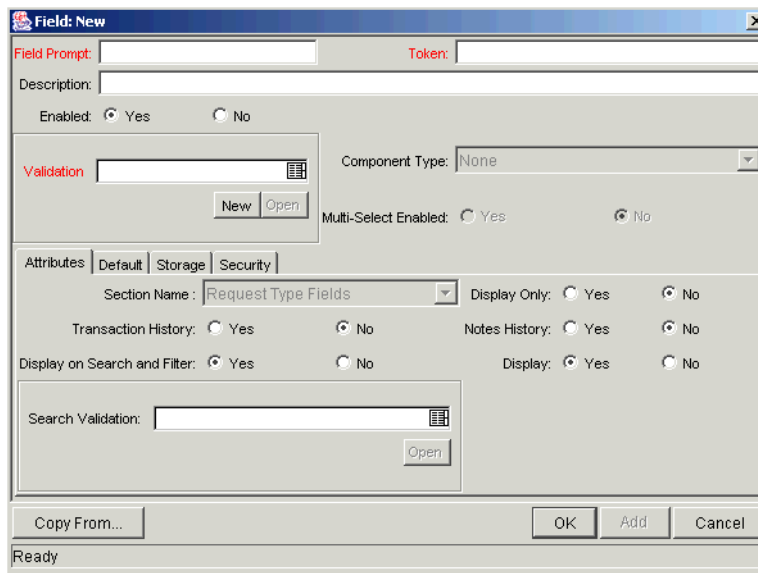 Field: New
Field Prompt: Token:
Description:
Enabled: Yes No
Validation Component Type: None
New Open
Multi-Select Enabled: Yes No
Attributes Default Storage Security
Section Name : Request Type Fields Display Only: Yes No
Transaction History: Yes No Notes History: Yes No
Display on Search and Filter: Yes No Display: Yes No
Search Validation:
Open
Copy From... OK Add Cancel
Ready